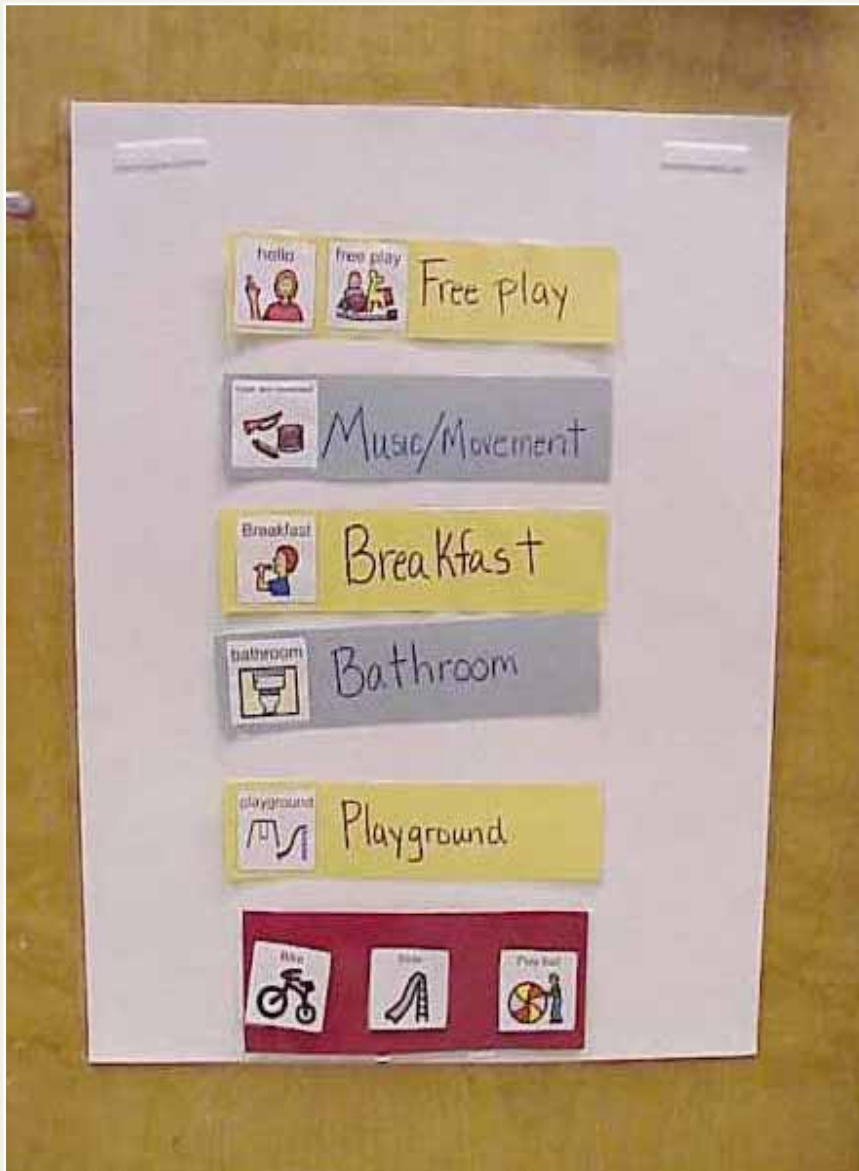 hello free play Free play
Music/Movement
Breakfast
Breakfast
bathroom
Bathroom
playground
Playground
Bike Slide Play Ball